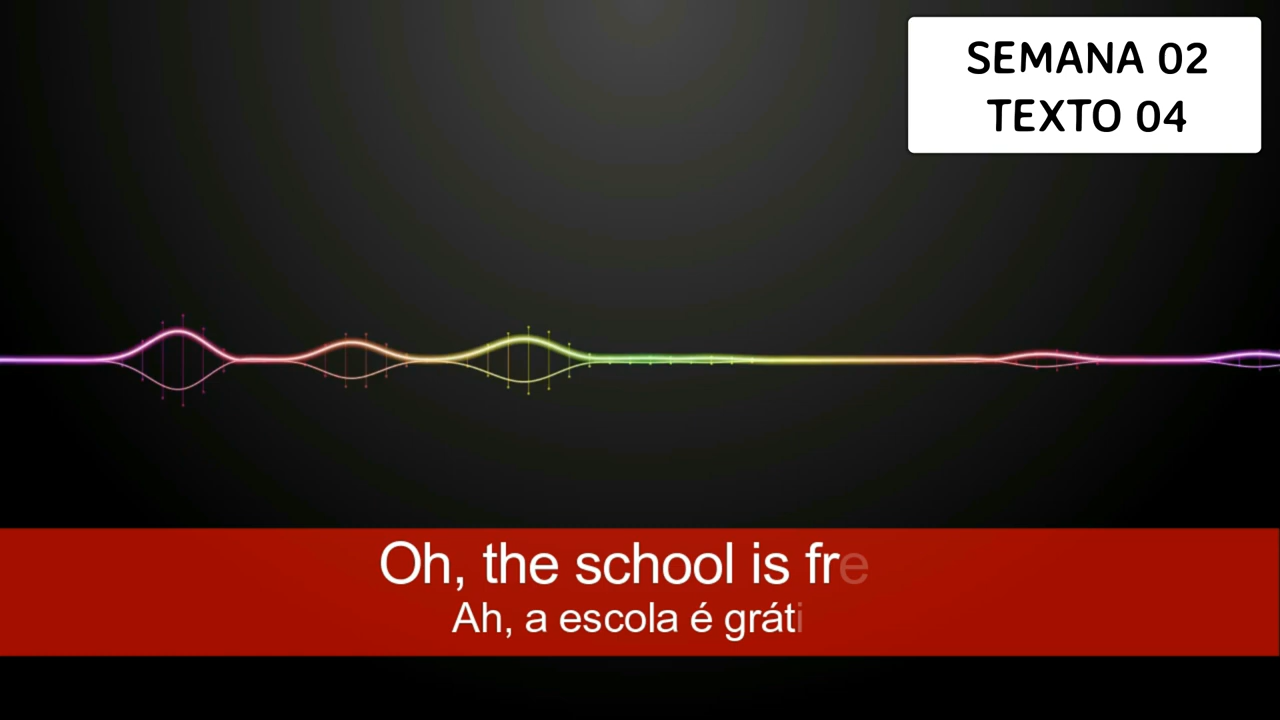 SEMANA 02
TEXTO 04
Oh, the school is fre
Ah, a escola é gráti